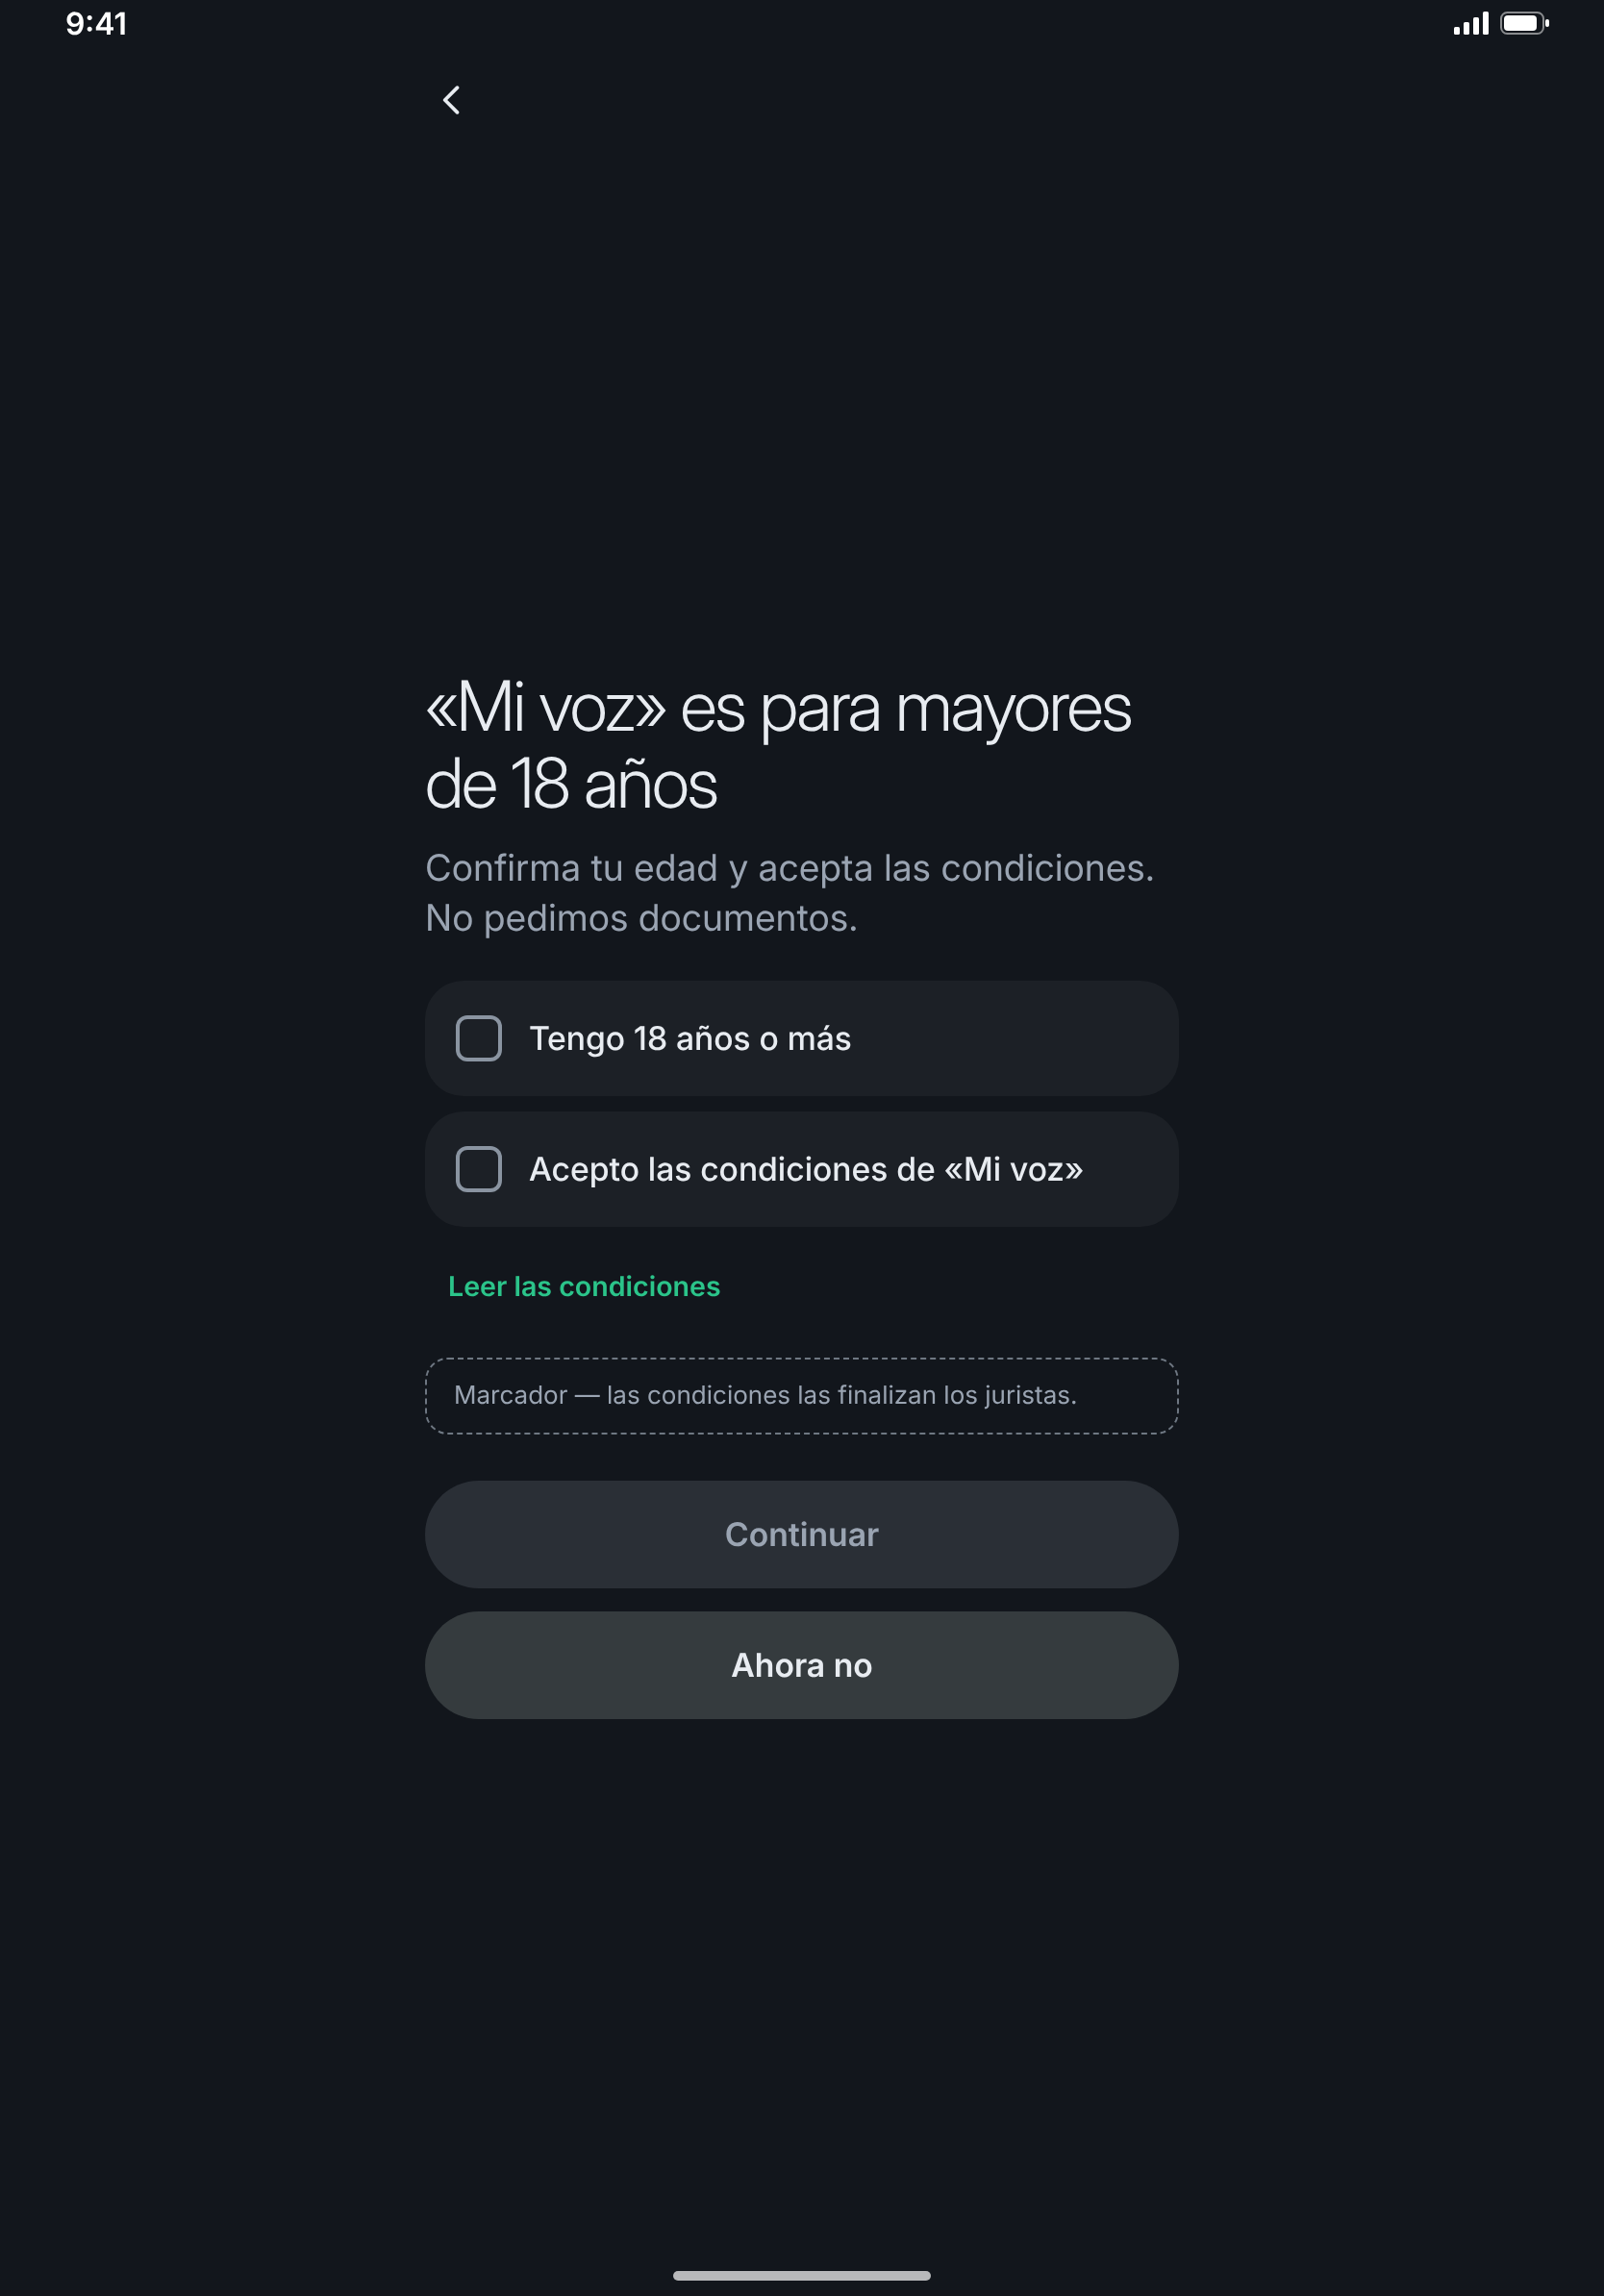 9:41
«Mi voz» es para mayores
de 18 años
Confirma tu edad y acepta las condiciones.
No pedimos documentos.
Tengo 18 años o más
Acepto las condiciones de «Mi voz»
Leer las condiciones
Marcador — las condiciones las finalizan los juristas.
Continuar
Ahora no